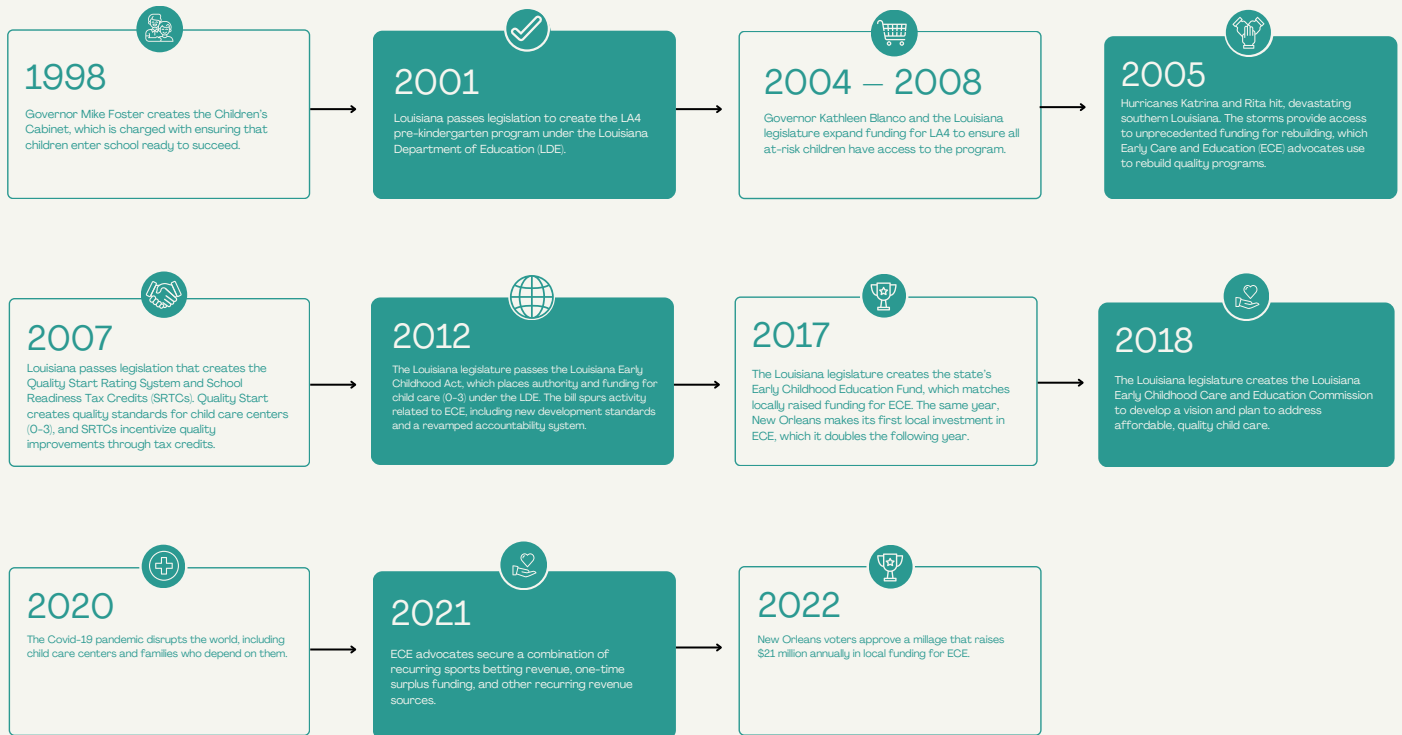 1998
Governor Mike Foster creates the Children's
Cabinet, which is charged with ensuring that
children enter school ready to succeed.
2001
Louisiana passes legislation to create the LA4
pre-kindergarten program under the Louisiana
Department of Education (LDE).
2004 – 2008
Governor Kathleen Blanco and the Louisiana
legislature expand funding for LA4 to ensure all
at-risk children have access to the program.
2005
Hurricanes Katrina and Rita hit, devastating
southern Louisiana. The storms provide access
to unprecedented funding for rebuilding, which
Early Care and Education (ECE) advocates use
to rebuild quality programs.
2007
Louisiana passes legislation that creates the
Quality Start Rating System and School
Readiness Tax Credits (SRTCs). Quality Start
creates quality standards for child care centers
(0-3), and SRTCs incentivize quality
improvements through tax credits.
2012
The Louisiana legislature passes the Louisiana Early
Childhood Act, which places authority and funding for
child care (0-3) under the LDE. The bill spurs activity
related to ECE, including new development standards
and a revamped accountability system.
2017
The Louisiana legislature creates the state's
Early Childhood Education Fund, which matches
locally raised funding for ECE. The same year,
New Orleans makes its first local investment in
ECE, which it doubles the following year.
2018
The Louisiana legislature creates the Louisiana
Early Childhood Care and Education Commission
to develop a vision and plan to address
affordable, quality child care.
2020
The Covid-19 pandemic disrupts the world, including
child care centers and families who depend on them.
2021
ECE advocates secure a combination of
recurring sports betting revenue, one-time
surplus funding, and other recurring revenue
sources.
2022
New Orleans voters approve a millage that raises
$21 million annually in local funding for ECE.